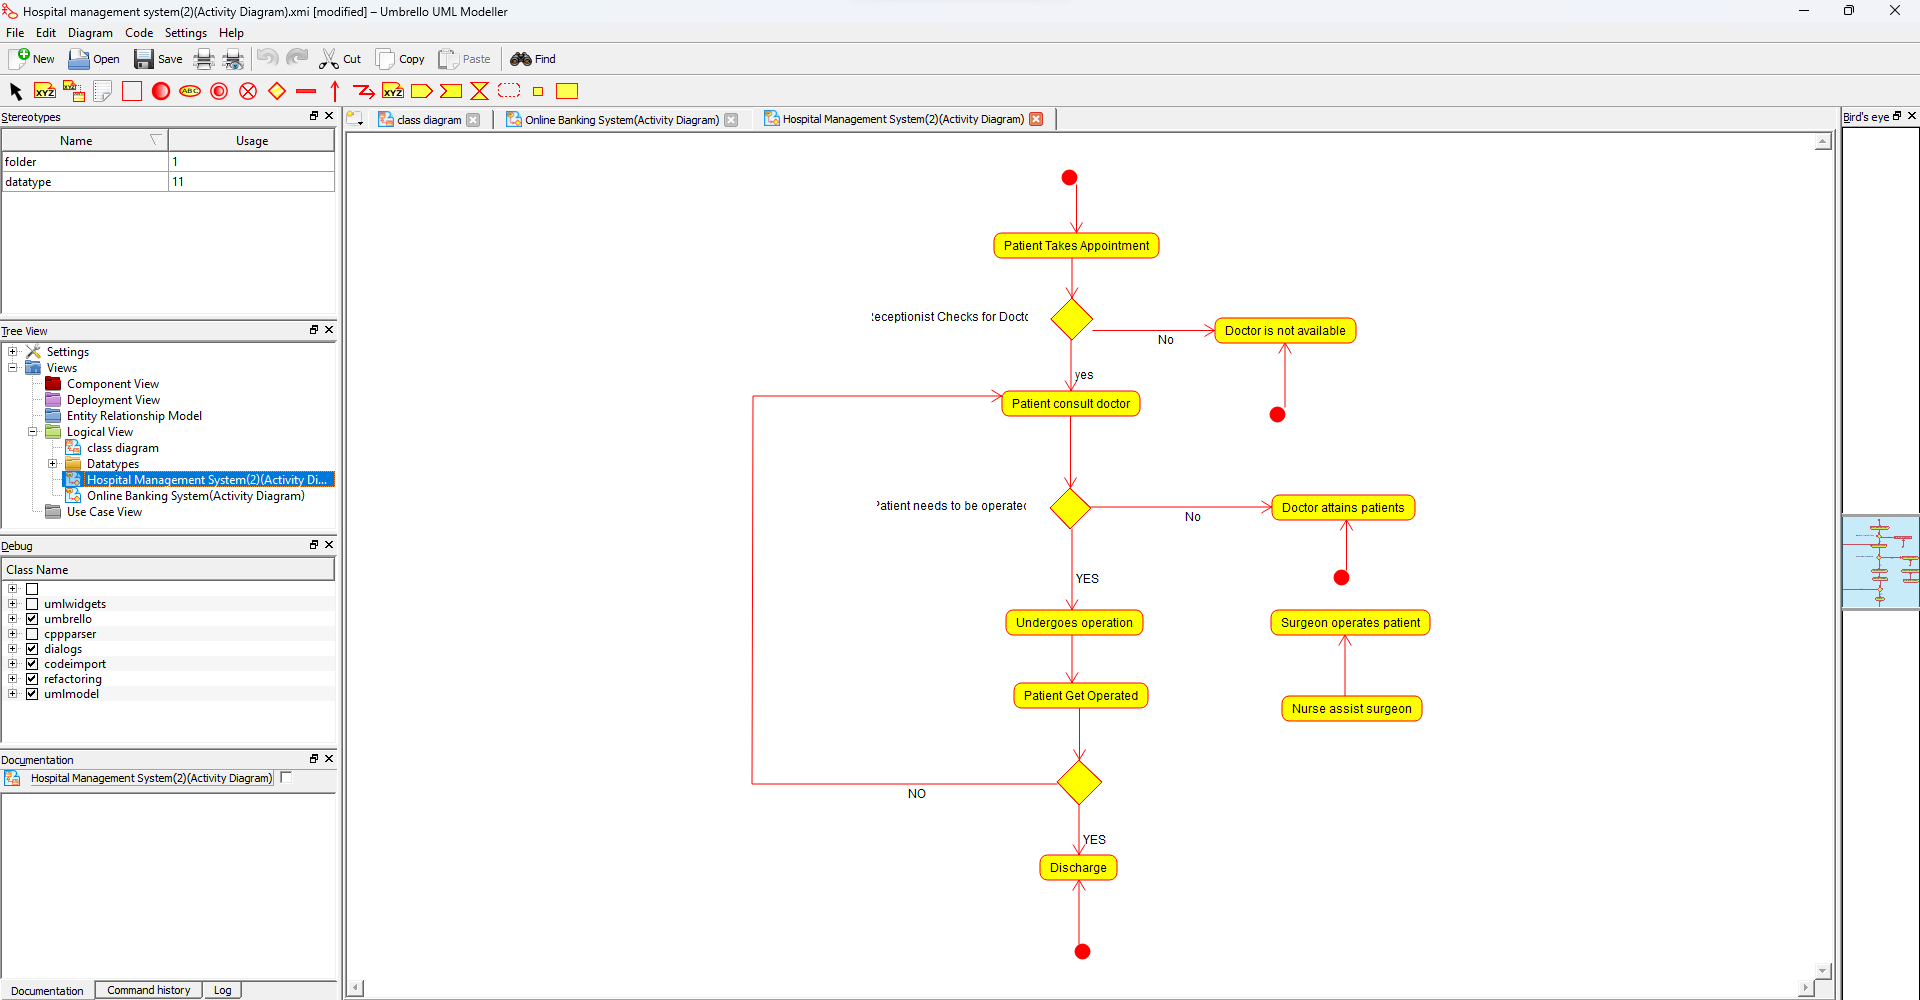 Hospital management system(2)(Activity Diagram).xmi [modified] – Umbrello UML Modeller
File Edit Diagram Code Settings Help
New Open Save Cut Copy Paste Find
XYZ XYZ ABC XYZ
Stereotypes
Name Usage
folder 1
datatype 11
Tree View
Settings
Views
Component View
Deployment View
Entity Relationship Model
Logical View
class diagram
Datatypes
Hospital Management System(2)(Activity Di...
Online Banking System(Activity Diagram)
Use Case View
Debug
Class Name
umlwidgets
umbrello
cppparser
dialogs
codeimport
refactoring
umlmodel
Documentation
Hospital Management System(2)(Activity Diagram)
Documentation Command history Log
class diagram Online Banking System(Activity Diagram) Hospital Management System(2)(Activity Diagram)
Patient Takes Appointment
Checks for
Doctor is not available
No
yes
Patient consult doctor
needs to be
Doctor attains patients
No
YES
Undergoes operation
Surgeon operates patient
Patient Get Operated
Nurse assist surgeon
NO
YES
Discharge
Bird's eye